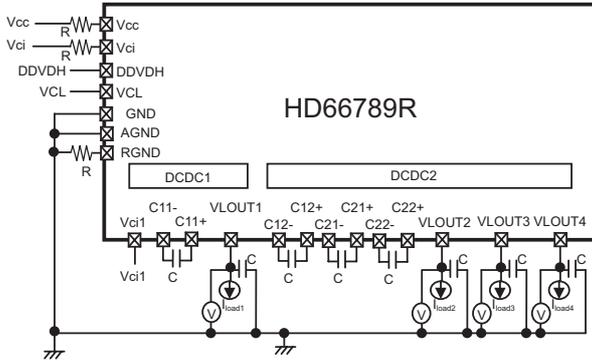 Vcc
R
Vcc
Vci
R
Vci
DDVDH
DDVDH
VCL
VCL
GND
AGND
RGND
R
HD66789R
DCDC1
DCDC2
Vci1
C11-
C11+
VLOUT1
C12-
C12+
C21-
C21+
C22-
C22+
VLOUT2
VLOUT3
VLOUT4
Vci1
C
C
C
C
C
C
C
C
V
Iload1
V
Iload2
V
Iload3
V
Iload4